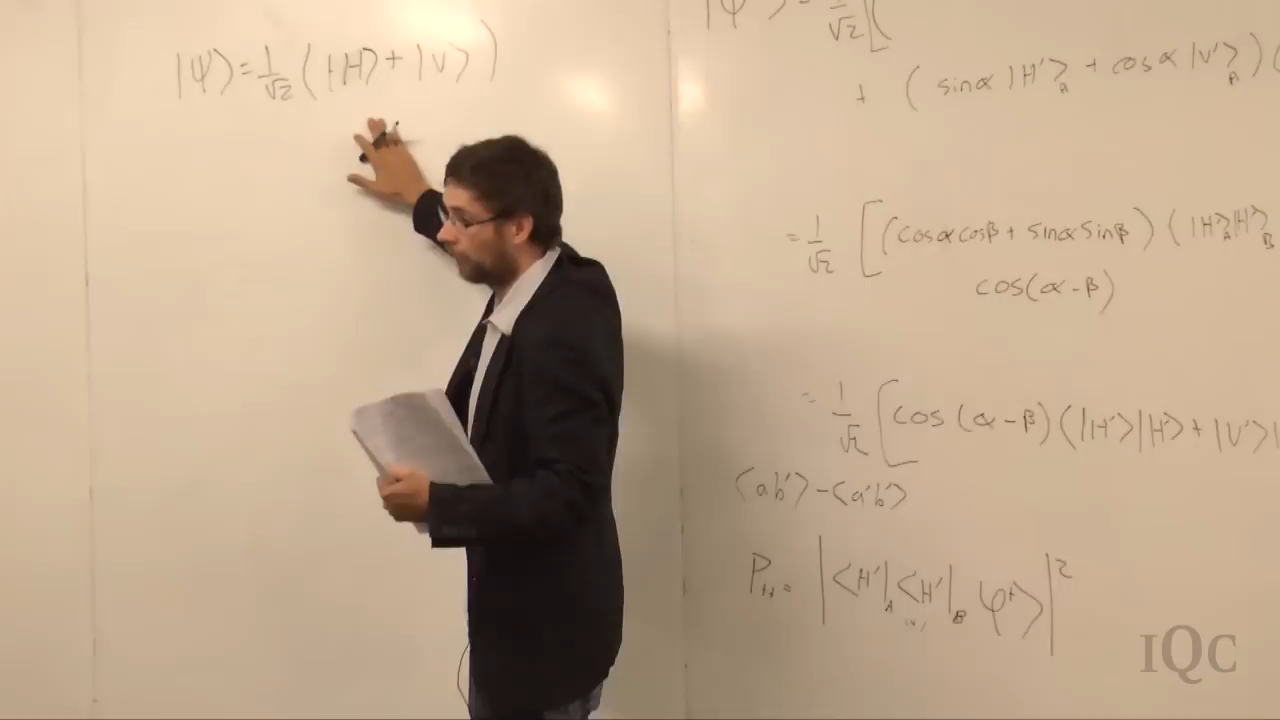 |ψ⟩ = 1/√2 ( |H⟩ + |V⟩ )
1/√2 [
+ ( sinα |H'⟩_A + cosα |V'⟩_A ) (
= 1/√2 [ (cosα cosβ + sinα sinβ ) ( |H'⟩_A |H'⟩_B
cos(α - β)
= 1/√2 [ cos (α - β) ( |H'⟩ |H'⟩ + |V'⟩ |
⟨ab'⟩ - ⟨a'b'⟩
P₊₊ = | ⟨H'|_A ⟨H'|_B φ⁺⟩ |²
IQC